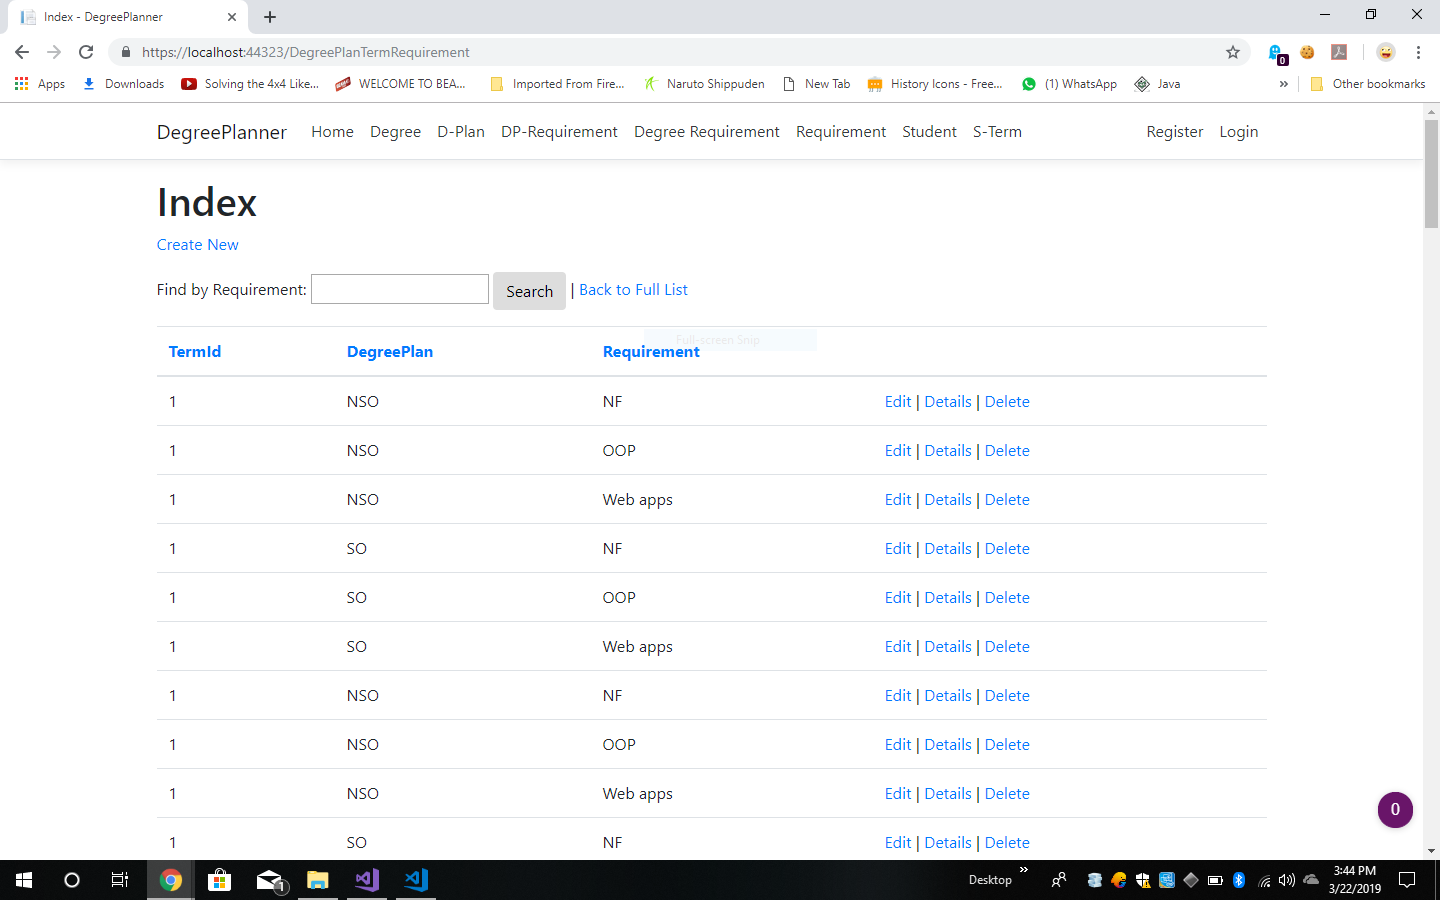 Index - DegreePlanner
https://localhost:44323/DegreePlanTermRequirement
0
Apps Downloads Solving the 4x4 Like... WELCOME TO BEA... Imported From Fire... Naruto Shippuden New Tab History Icons - Free... (1) WhatsApp Java » Other bookmarks
DegreePlanner Home Degree D-Plan DP-Requirement Degree Requirement Requirement Student S-Term Register Login
Index
Create New
Find by Requirement: Search | Back to Full List
Full-screen Snip
TermId DegreePlan Requirement
1 NSO NF Edit | Details | Delete
1 NSO OOP Edit | Details | Delete
1 NSO Web apps Edit | Details | Delete
1 SO NF Edit | Details | Delete
1 SO OOP Edit | Details | Delete
1 SO Web apps Edit | Details | Delete
1 NSO NF Edit | Details | Delete
1 NSO OOP Edit | Details | Delete
1 NSO Web apps Edit | Details | Delete
0
1 SO NF Edit | Details | Delete
1
Desktop »
3:44 PM
3/22/2019